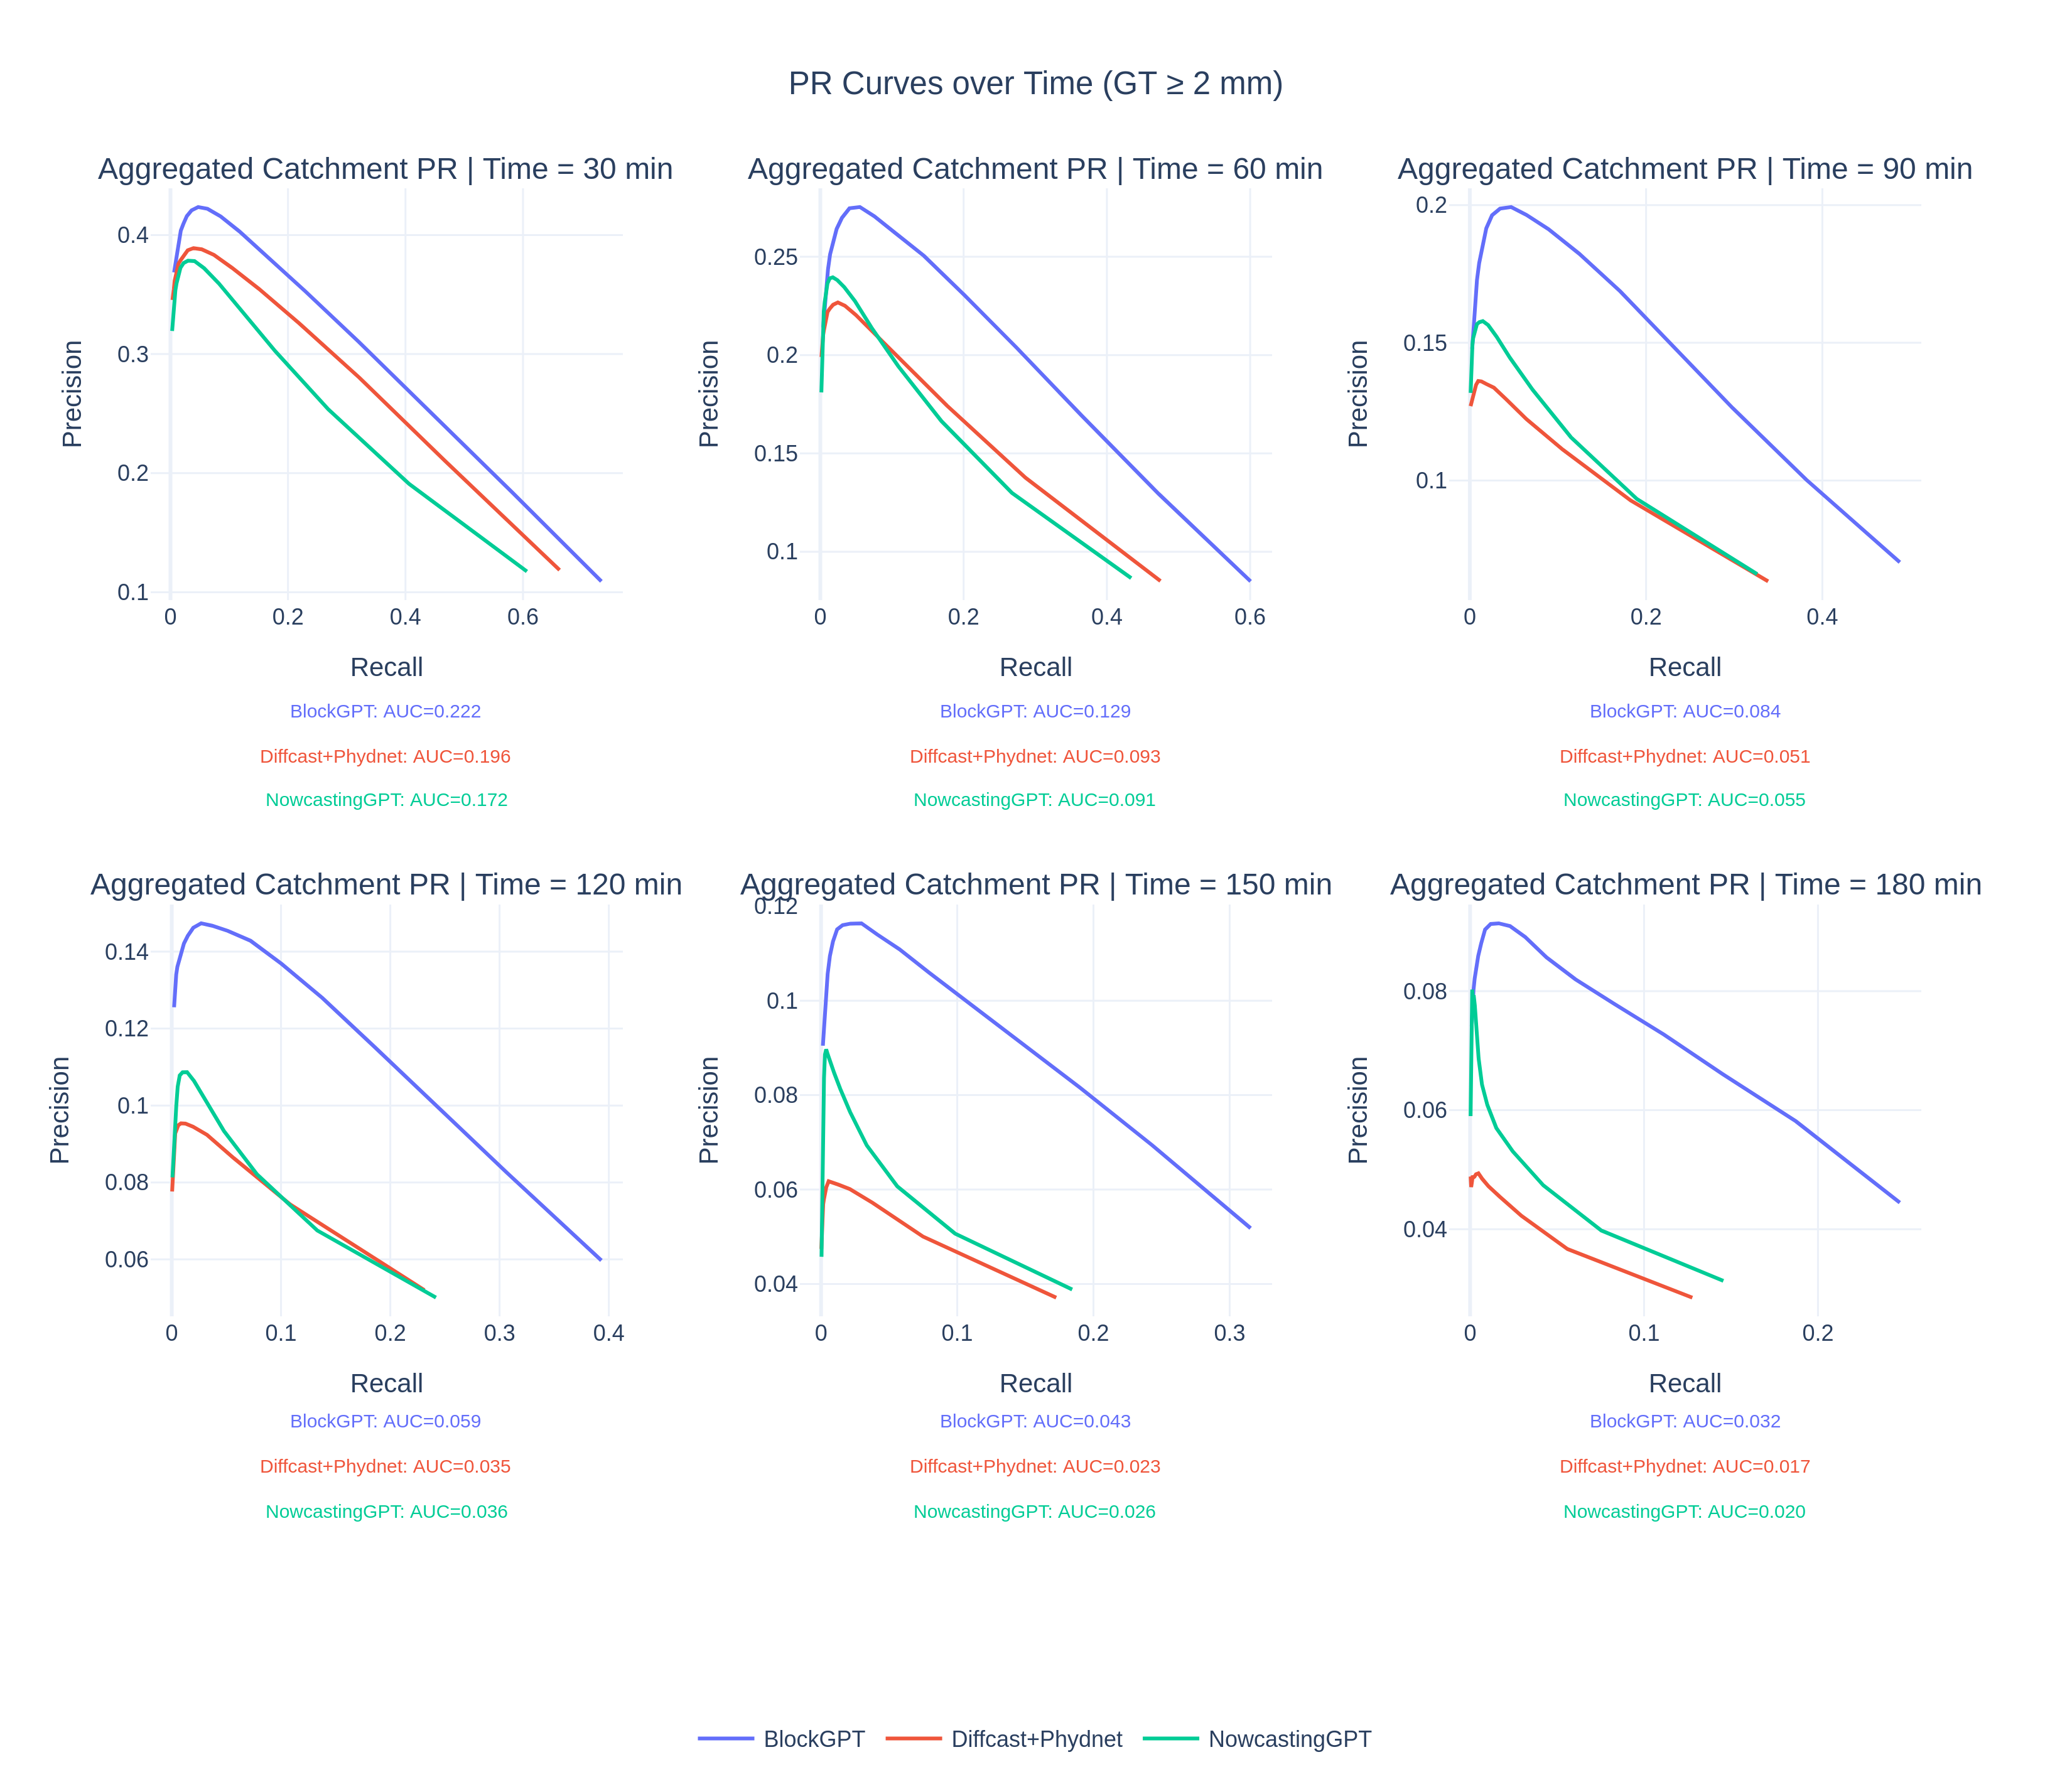 PR Curves over Time (GT ≥ 2 mm)
Aggregated Catchment PR | Time = 30 min
Precision
0.4
0.3
0.2
0.1
0 0.2 0.4 0.6
Recall
BlockGPT: AUC=0.222
Diffcast+Phydnet: AUC=0.196
NowcastingGPT: AUC=0.172
Aggregated Catchment PR | Time = 60 min
Precision
0.25
0.2
0.15
0.1
0 0.2 0.4 0.6
Recall
BlockGPT: AUC=0.129
Diffcast+Phydnet: AUC=0.093
NowcastingGPT: AUC=0.091
Aggregated Catchment PR | Time = 90 min
Precision
0.2
0.15
0.1
0 0.2 0.4
Recall
BlockGPT: AUC=0.084
Diffcast+Phydnet: AUC=0.051
NowcastingGPT: AUC=0.055
Aggregated Catchment PR | Time = 120 min
Precision
0.14
0.12
0.1
0.08
0.06
0 0.1 0.2 0.3 0.4
Recall
BlockGPT: AUC=0.059
Diffcast+Phydnet: AUC=0.035
NowcastingGPT: AUC=0.036
Aggregated Catchment PR | Time = 150 min
Precision
0.12
0.1
0.08
0.06
0.04
0 0.1 0.2 0.3
Recall
BlockGPT: AUC=0.043
Diffcast+Phydnet: AUC=0.023
NowcastingGPT: AUC=0.026
Aggregated Catchment PR | Time = 180 min
Precision
0.08
0.06
0.04
0 0.1 0.2
Recall
BlockGPT: AUC=0.032
Diffcast+Phydnet: AUC=0.017
NowcastingGPT: AUC=0.020
BlockGPT Diffcast+Phydnet NowcastingGPT